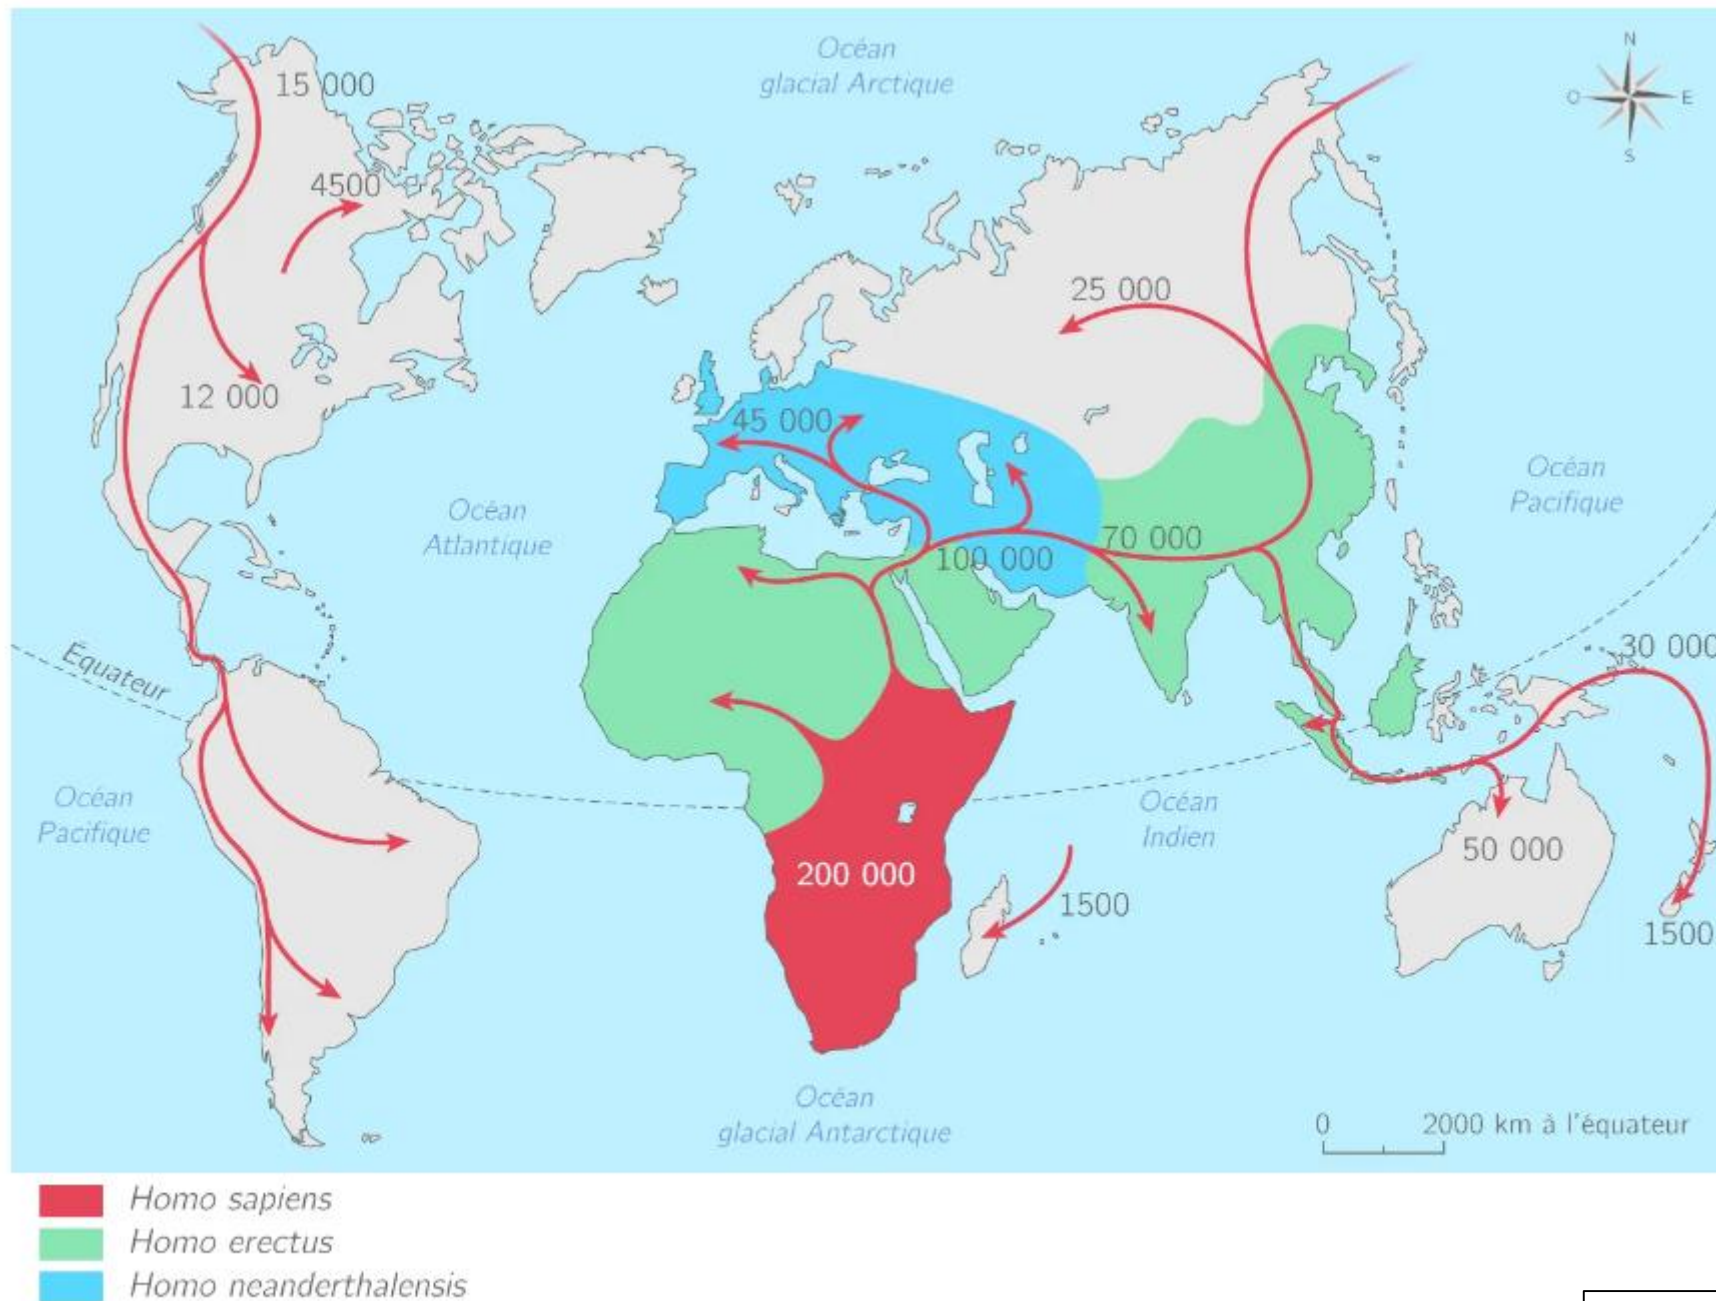 Océan
glacial Arctique
N
O
E
S
15 000
4500
25 000
12 000
45 000
Océan
Atlantique
Océan
Pacifique
70 000
100 000
30 000
Équateur
Océan
Pacifique
Océan
Indien
50 000
200 000
1500
1500
Océan
glacial Antarctique
0
2000 km à l'équateur
Homo sapiens
Homo erectus
Homo neanderthalensis